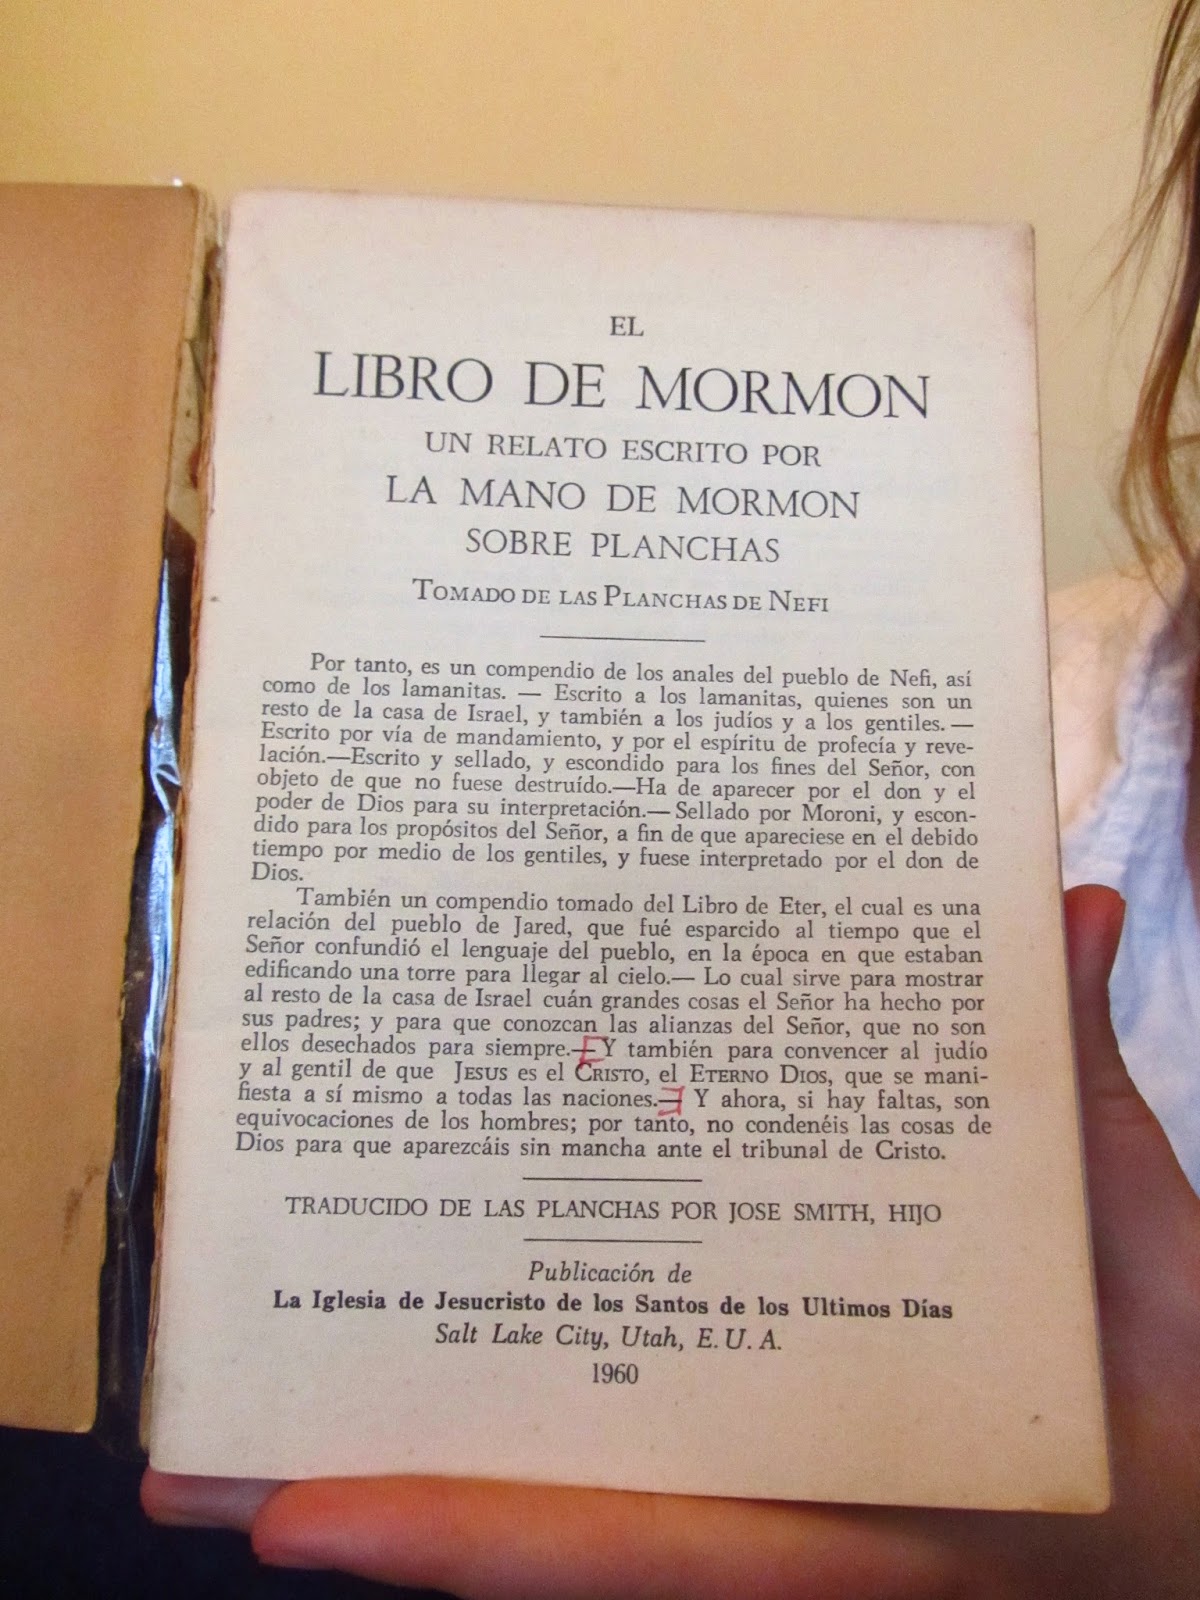 EL
LIBRO DE MORMON
UN RELATO ESCRITO POR
LA MANO DE MORMON
SOBRE PLANCHAS
TOMADO DE LAS PLANCHAS DE NEFI
Por tanto, es un compendio de los anales del pueblo de Nefi, así
como de los lamanitas. — Escrito a los lamanitas, quienes son un
resto de la casa de Israel, y también a los judíos y a los gentiles. —
Escrito por vía de mandamiento, y por el espíritu de profecía y reve-
lación.—Escrito y sellado, y escondido para los fines del Señor, con
objeto de que no fuese destruído.—Ha de aparecer por el don y el
poder de Dios para su interpretación.— Sellado por Moroni, y escon-
dido para los propósitos del Señor, a fin de que apareciese en el debido
tiempo por medio de los gentiles, y fuese interpretado por el don de
Dios.
También un compendio tomado del Libro de Eter, el cual es una
relación del pueblo de Jared, que fué esparcido al tiempo que el
Señor confundió el lenguaje del pueblo, en la época en que estaban
edificando una torre para llegar al cielo.— Lo cual sirve para mostrar
al resto de la casa de Israel cuán grandes cosas el Señor ha hecho por
sus padres; y para que conozcan las alianzas del Señor, que no son
ellos desechados para siempre.—Y también para convencer al judío
y al gentil de que JESUS es el CRISTO, el ETERNO DIOS, que se mani-
fiesta a sí mismo a todas las naciones.— Y ahora, si hay faltas, son
equivocaciones de los hombres; por tanto, no condenéis las cosas de
Dios para que aparezcáis sin mancha ante el tribunal de Cristo.
TRADUCIDO DE LAS PLANCHAS POR JOSE SMITH, HIJO
Publicación de
La Iglesia de Jesucristo de los Santos de los Ultimos Días
Salt Lake City, Utah, E. U. A.
1960